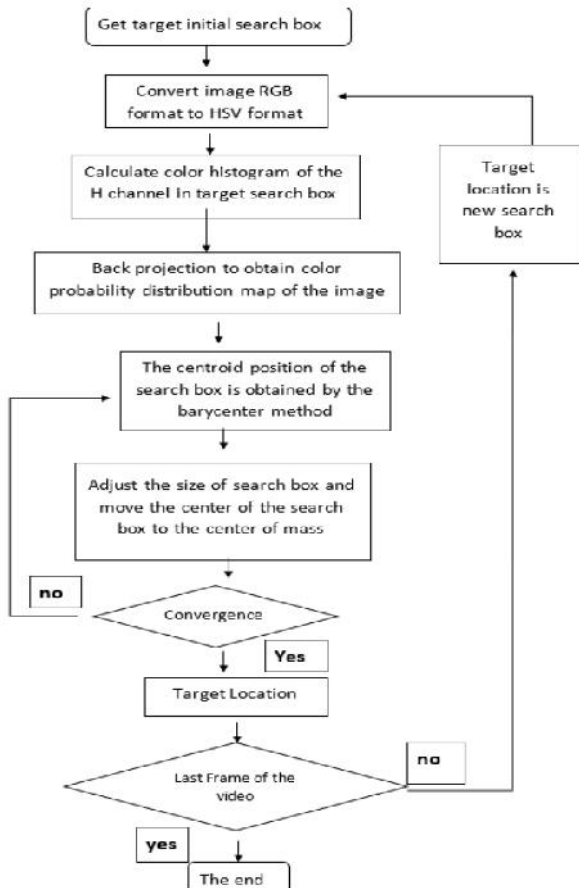 Get target initial search box
Convert image RGB
format to HSV format
Calculate color histogram of the
H channel in target search box
Target
location is
new search
box
Back projection to obtain color
probability distribution map of the image
The centroid position of the
search box is obtained by the
barycenter method
Adjust the size of search box and
move the center of the search
box to the center of mass
no
Convergence
Yes
Target Location
no
Last Frame of the
video
yes
The end